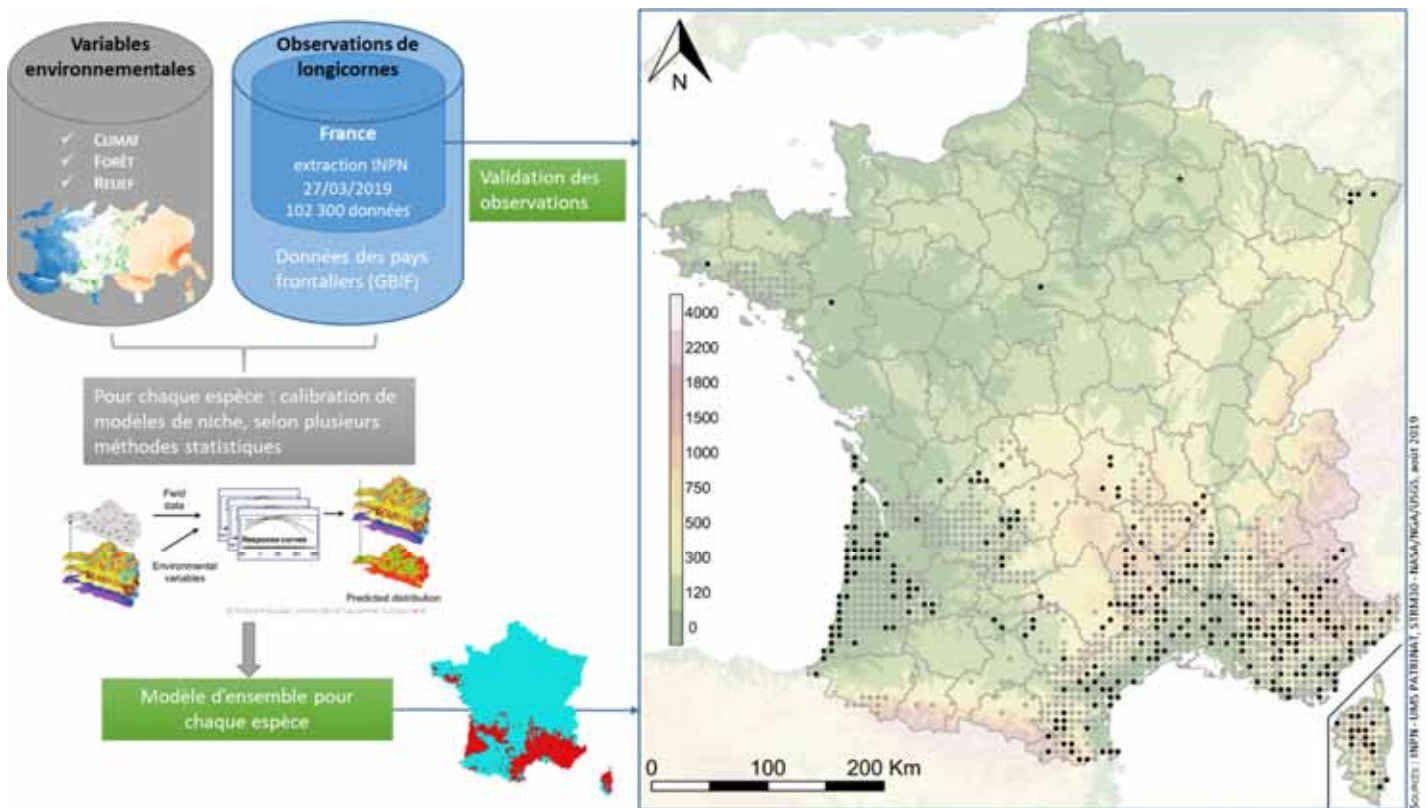 Variables
environnementales
✓ CLIMAT
✓ FORÊT
✓ RELIEF
Observations de
longicornes
France
extraction INPN
27/03/2019
102 300 données
Données des pays
frontaliers (GBIF)
Validation des
observations
Pour chaque espèce : calibration de
modèles de niche, selon plusieurs
méthodes statistiques
Field
data
Response curves
Environmental
variables
Predicted distribution
Modèle d'ensemble pour
chaque espèce
N
4000
2200
1800
1500
1000
750
500
300
120
0
0 100 200 Km
Sources : INPN - UMS PATRINAT, STRM30 - NASA/NGA/USGS, août 2019